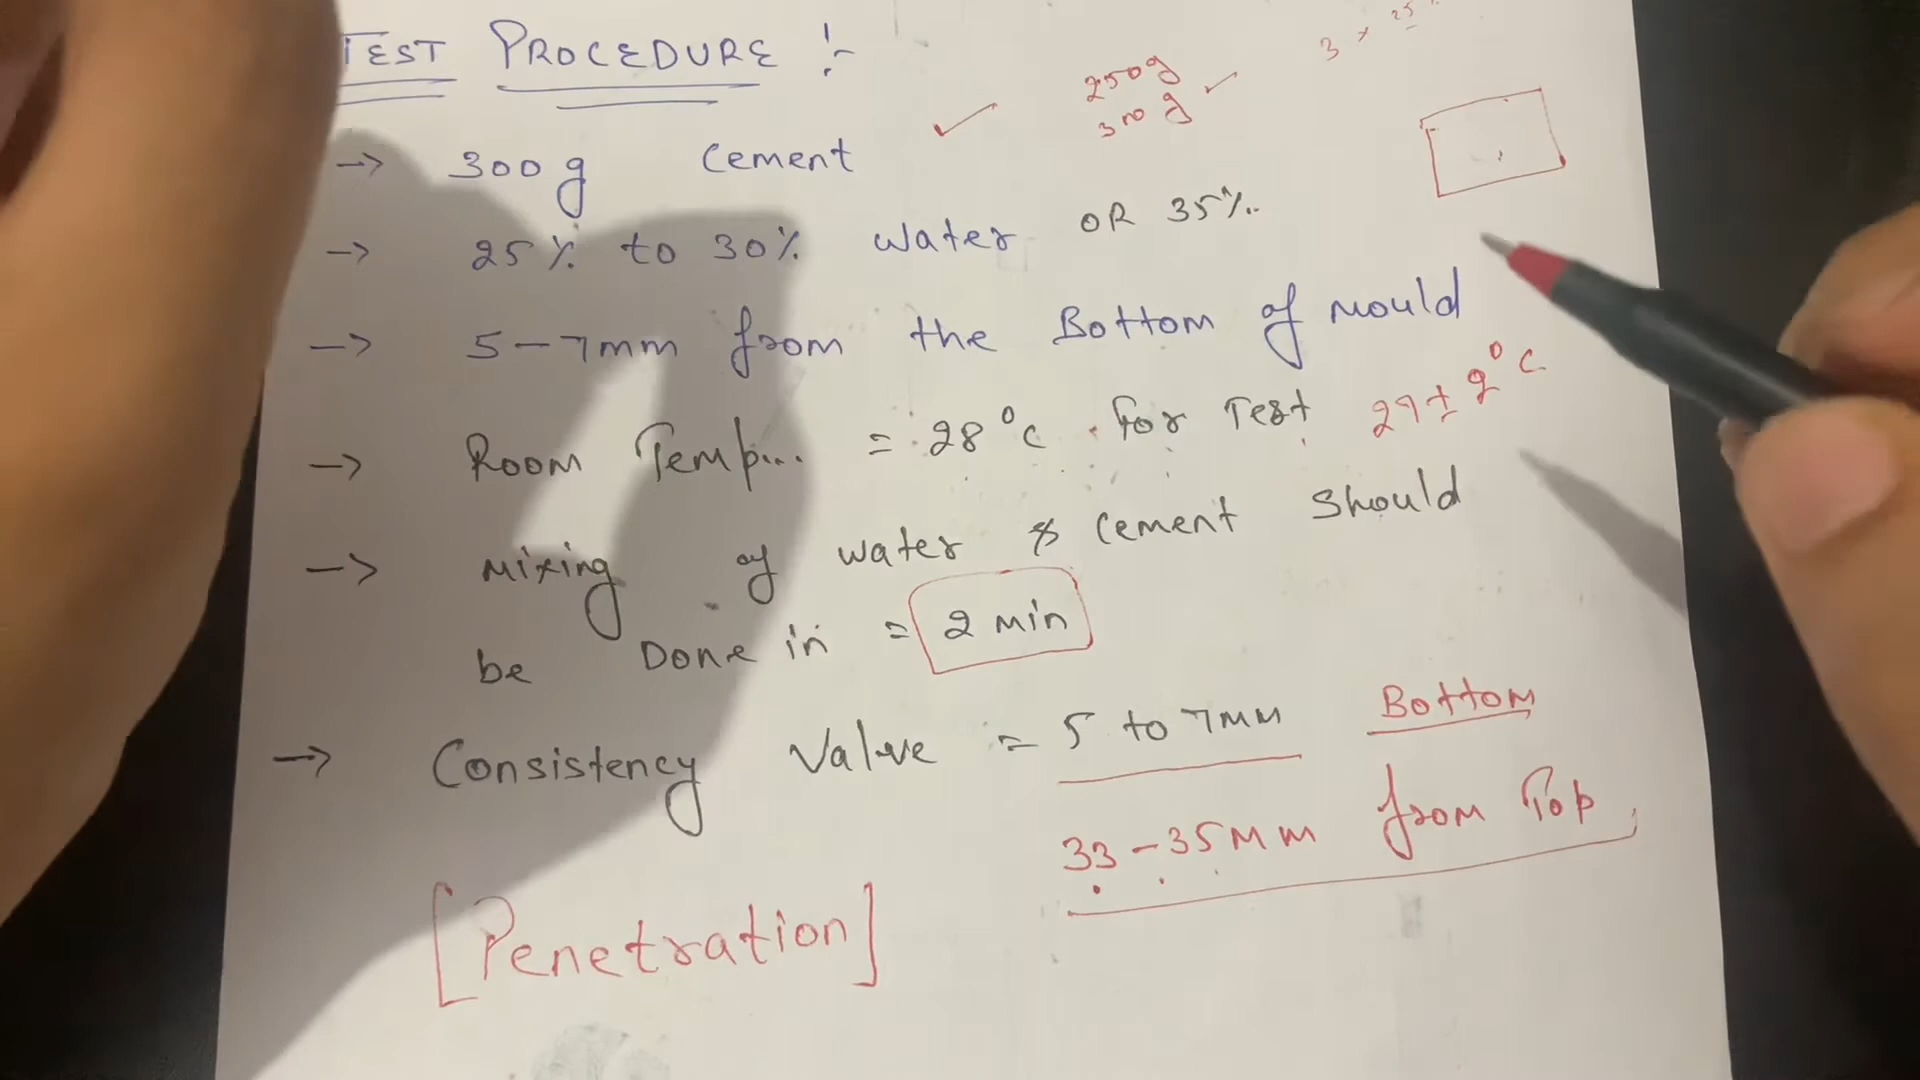 TEST PROCEDURE :-
3 × 25
250g
300g
→ 300g Cement
→ 25% to 30% water OR 35%.
→ 5-7mm from the Bottom of Mould
→ Room Temp... = 28°C For Test 27±2°C
→ Mixing of water & Cement Should
be Done in = 2 min
→ Consistency Value = 5 to 7mm Bottom
33-35MM from Top
[Penetration]